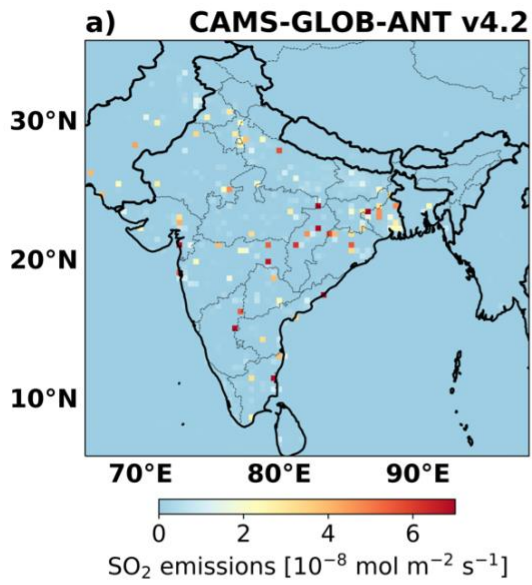 a) CAMS-GLOB-ANT v4.2
30°N
20°N
10°N
70°E 80°E 90°E
0 2 4 6
SO₂ emissions [10⁻⁸ mol m⁻² s⁻¹]